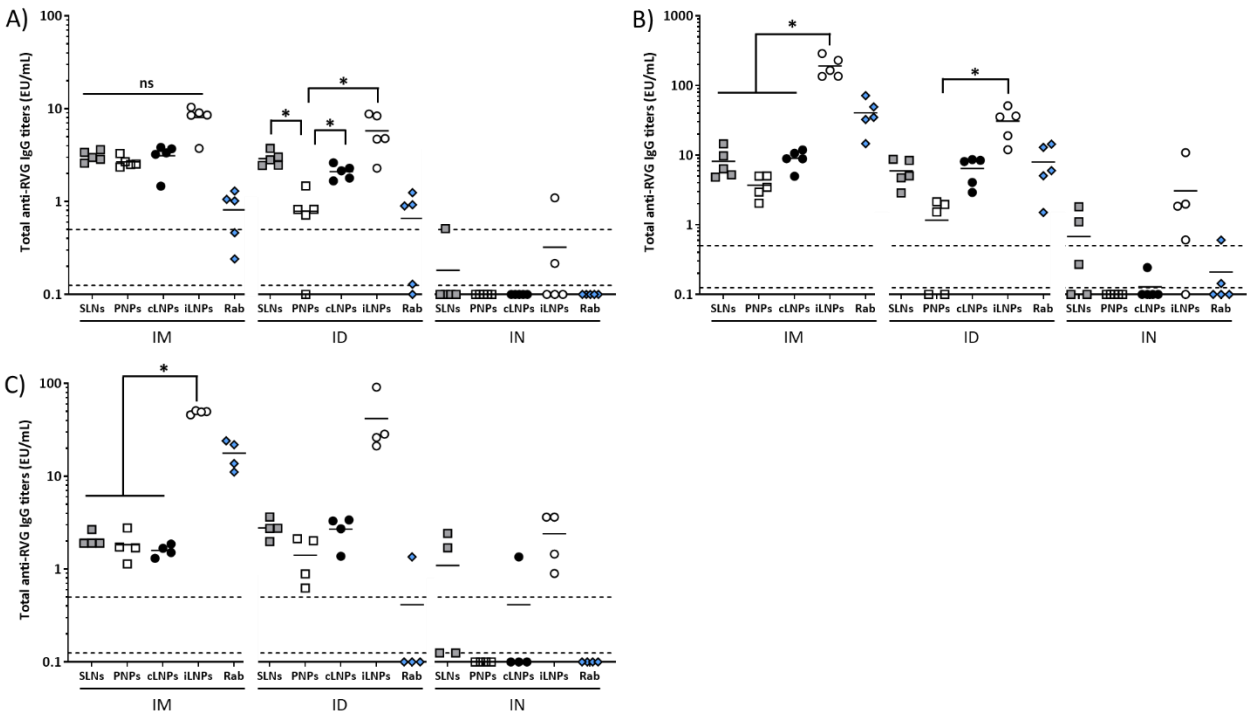 A)
Total anti-RVG IgG titers (EU/mL)
100
10
1
0.1
ns
*
*
*
SLNs PNPs cLNPs iLNPs Rab SLNs PNPs cLNPs iLNPs Rab SLNs PNPs cLNPs iLNPs Rab
IM ID IN
B)
Total anti-RVG IgG titers (EU/mL)
1000
100
10
1
0.1
*
*
SLNs PNPs cLNPs iLNPs Rab SLNs PNPs cLNPs iLNPs Rab SLNs PNPs cLNPs iLNPs Rab
IM ID IN
C)
Total anti-RVG IgG titers (EU/mL)
100
10
1
0.1
*
SLNs PNPs cLNPs iLNPs Rab SLNs PNPs cLNPs iLNPs Rab SLNs PNPs cLNPs iLNPs Rab
IM ID IN